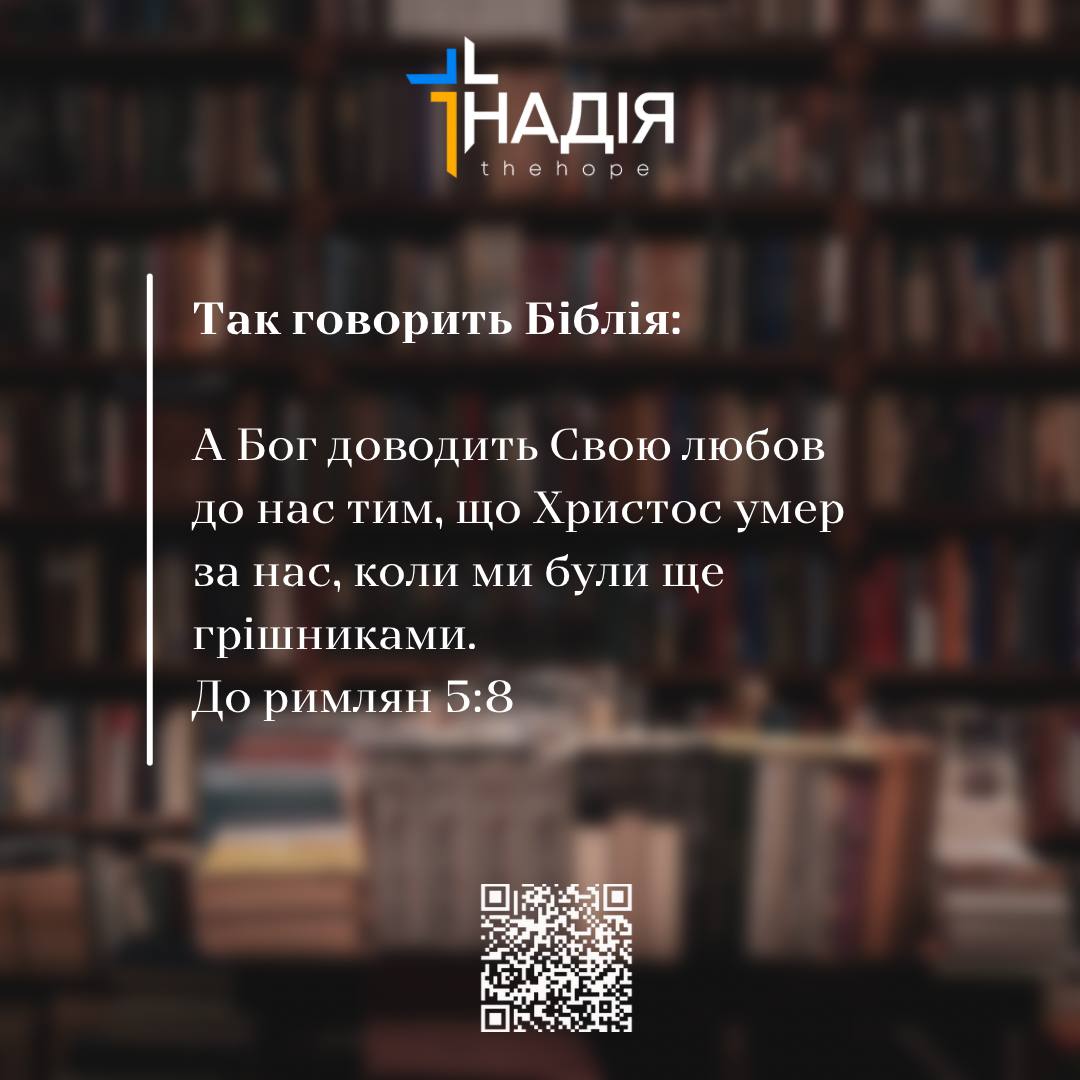 НАДІЯ
thehope
Так говорить Біблія:
А Бог доводить Свою любов
до нас тим, що Христос умер
за нас, коли ми були ще
грішниками.
До римлян 5:8